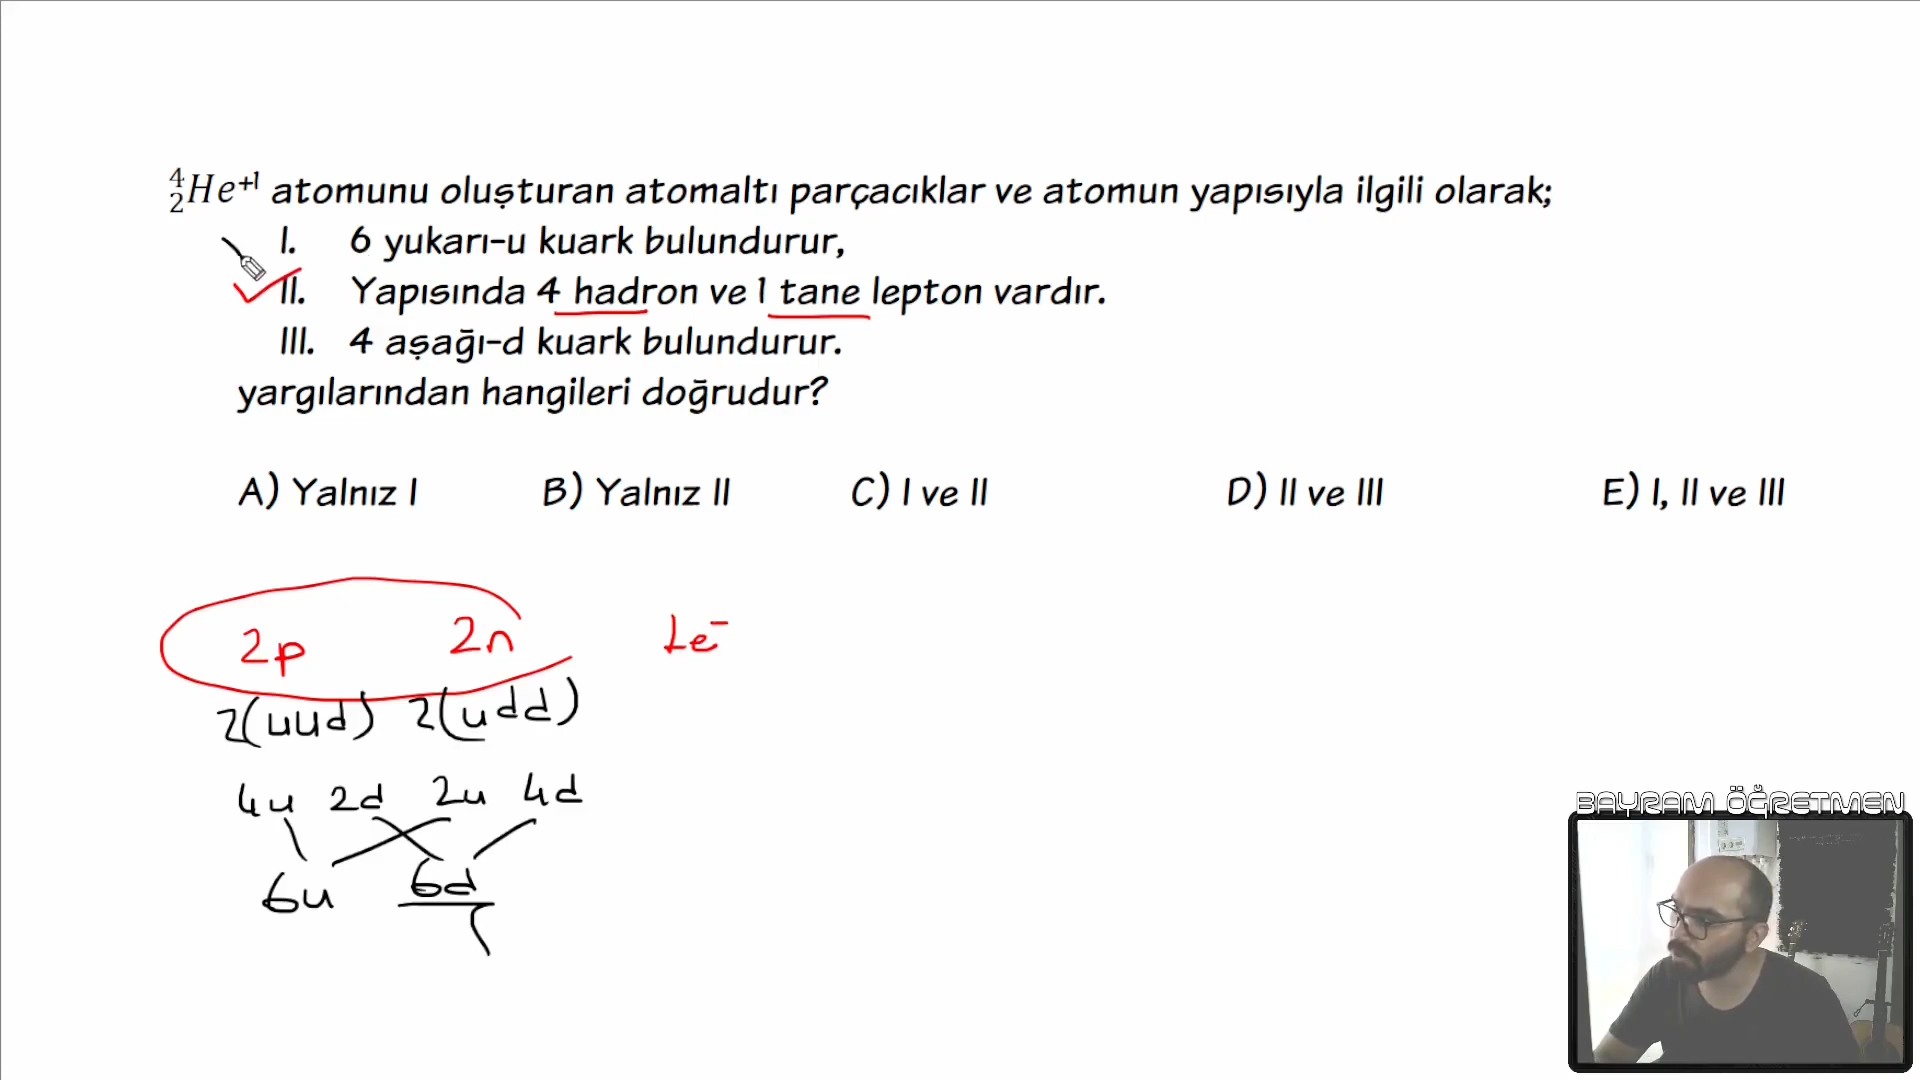 ⁴₂He⁺¹ atomunu oluşturan atomaltı parçacıklar ve atomun yapısıyla ilgili olarak;
I. 6 yukarı-u kuark bulundurur,
II. Yapısında 4 hadron ve 1 tane lepton vardır.
III. 4 aşağı-d kuark bulundurur.
yargılarından hangileri doğrudur?
A) Yalnız I B) Yalnız II C) I ve II D) II ve III E) I, II ve III
2p 2n 1e⁻
2(uud) 2(udd)
4u 2d 2u 4d
6u 6d
BAYRAM ÖĞRETMEN